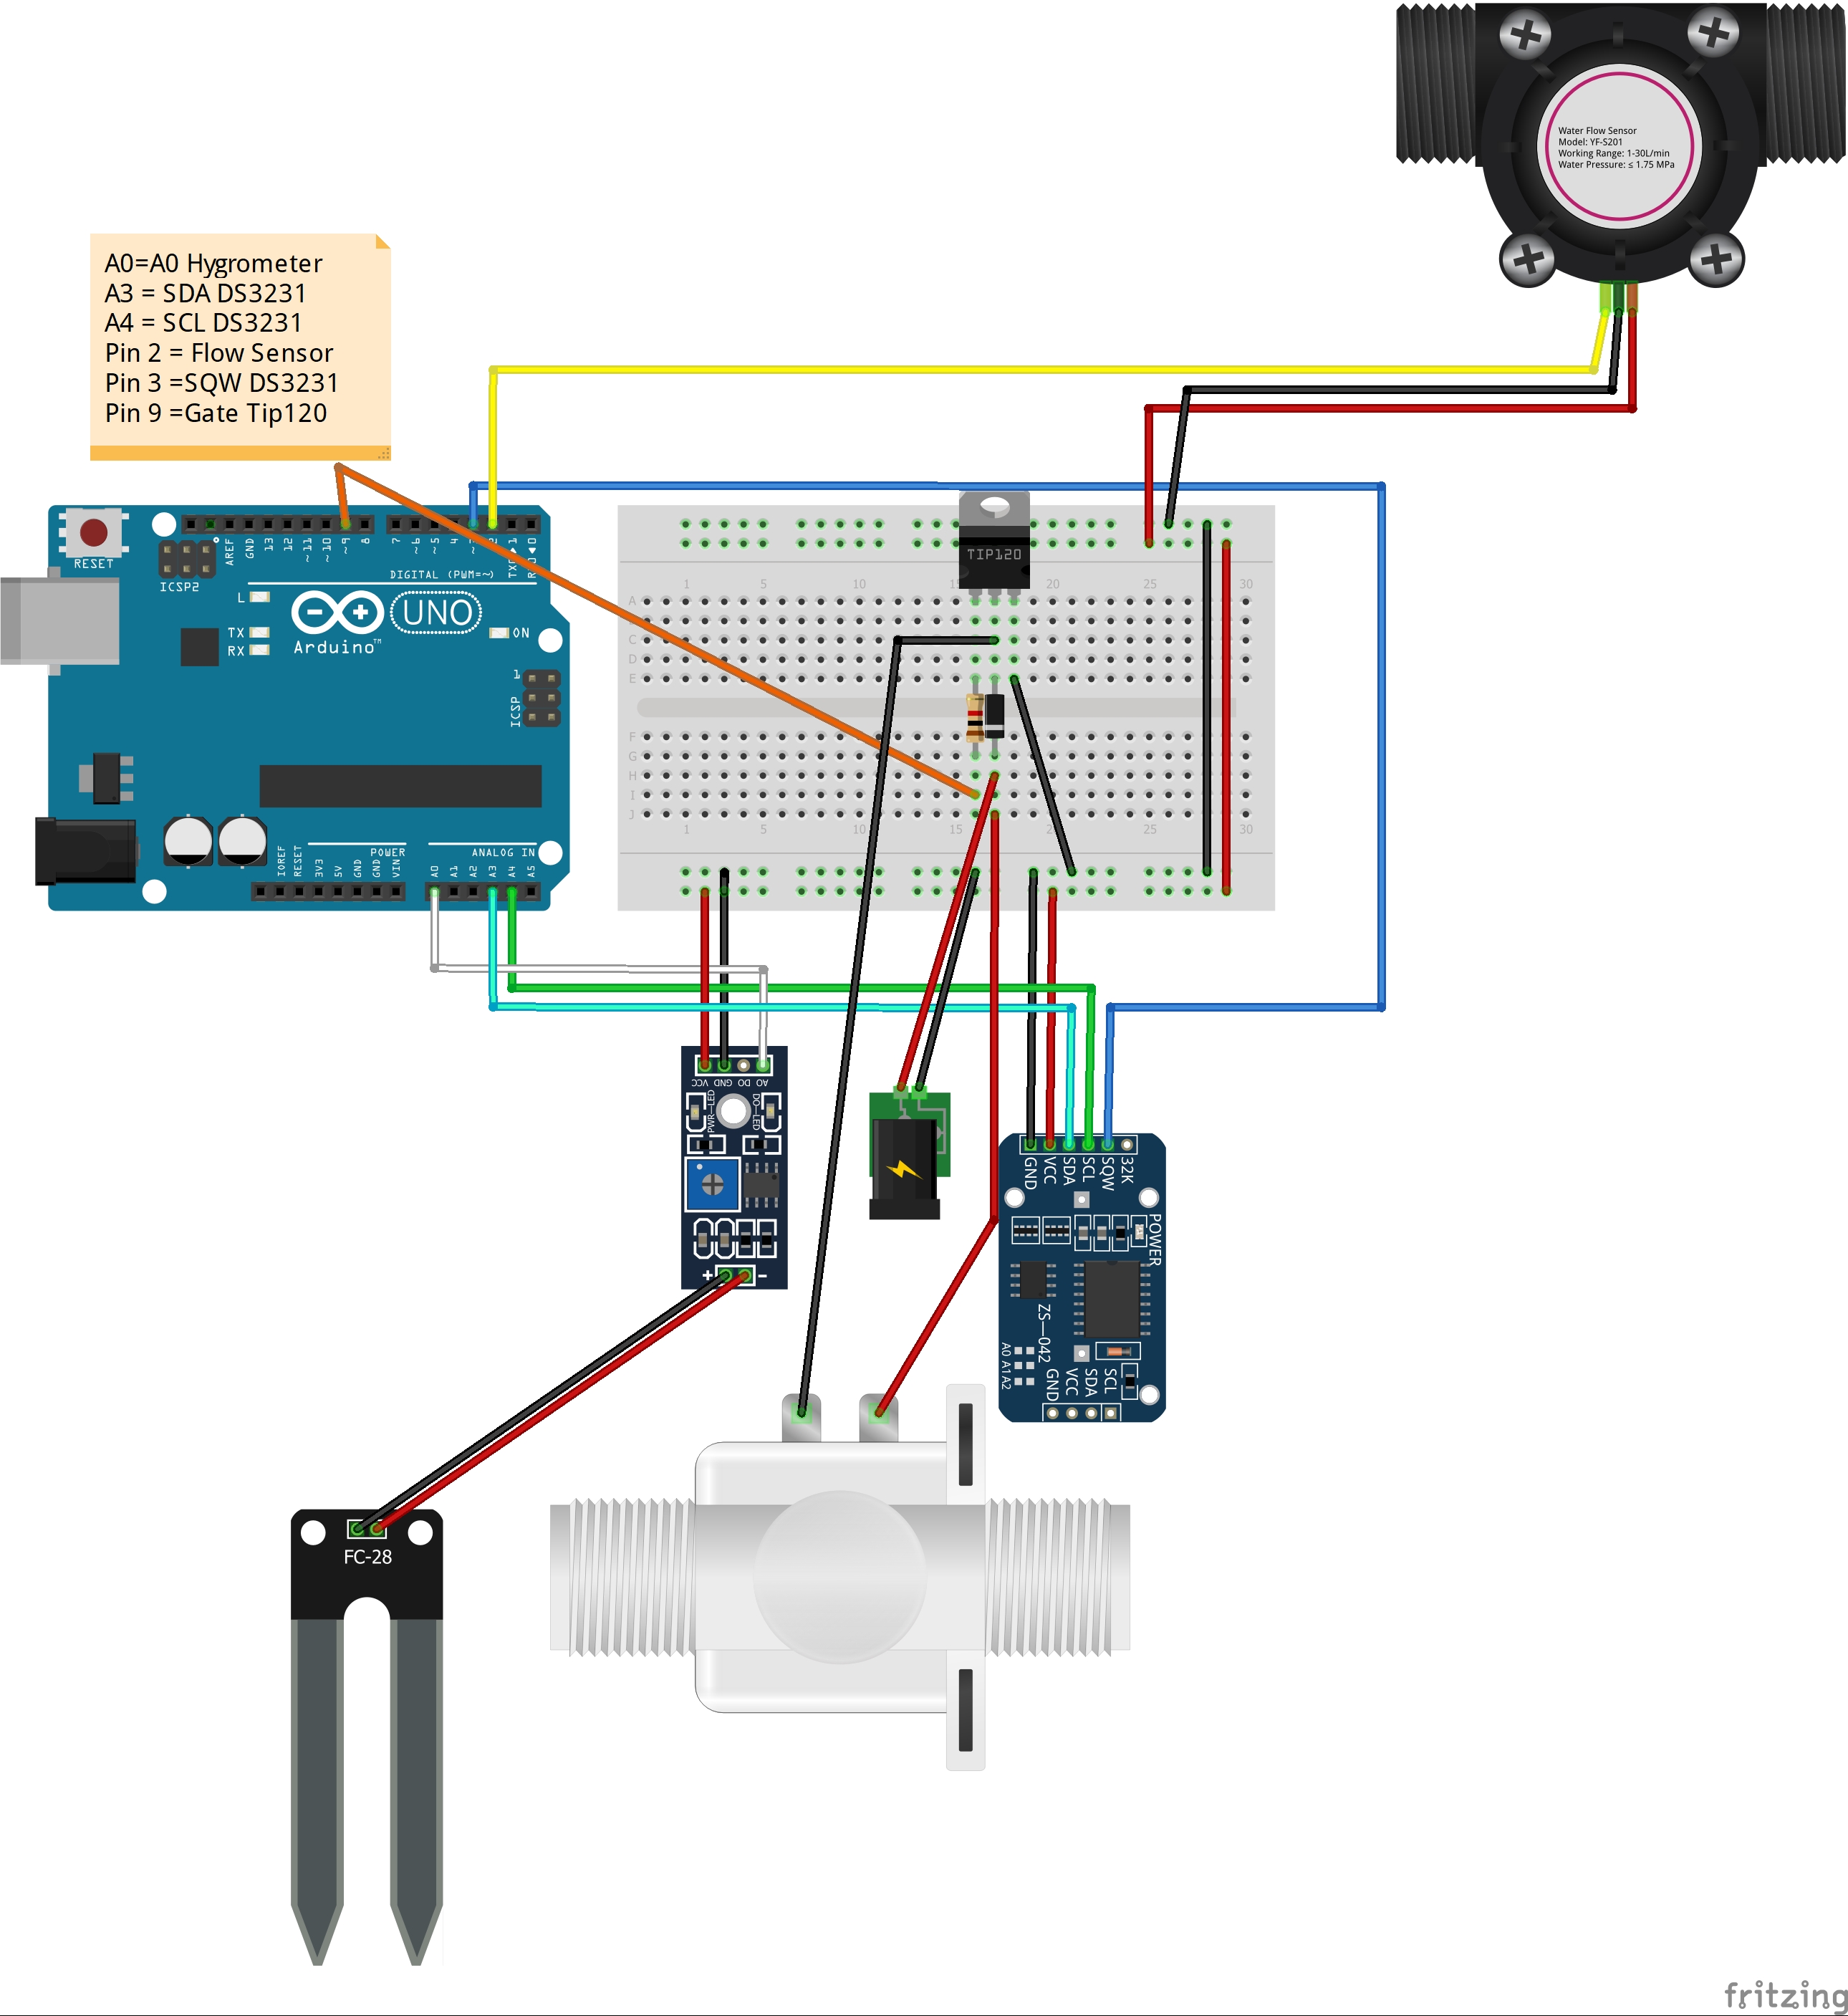 Water Flow Sensor
Model: YF-S201
Working Range: 1-30L/min
Water Pressure: ≤ 1.75 MPa
A0=A0 Hygrometer
A3 = SDA DS3231
A4 = SCL DS3231
Pin 2 = Flow Sensor
Pin 3 =SQW DS3231
Pin 9 =Gate Tip120
RESET
ICSP2
AREF
GND
13
12
~11
~10
~9
8
7
~6
~5
4
TX
DIGITAL (PWM=~)
L
TX
RX
UNO
Arduino™
ON
1
ICSP
POWER
ANALOG IN
IOREF
RESET
3V3
5V
GND
GND
VIN
A0
A1
A2
A3
A4
A5
TIP120
1 5 10 15 20 25 30
A
B
C
D
E
F
G
H
I
J
1 5 10 15 25 30
VCC GND DO AO
PWR-LED
DO-LED
+ −
GND
VCC
SDA
SCL
SQW
32K
POWER
ZS-042
A0 A1 A2
GND
VCC
SDA
SCL
FC-28
fritzing